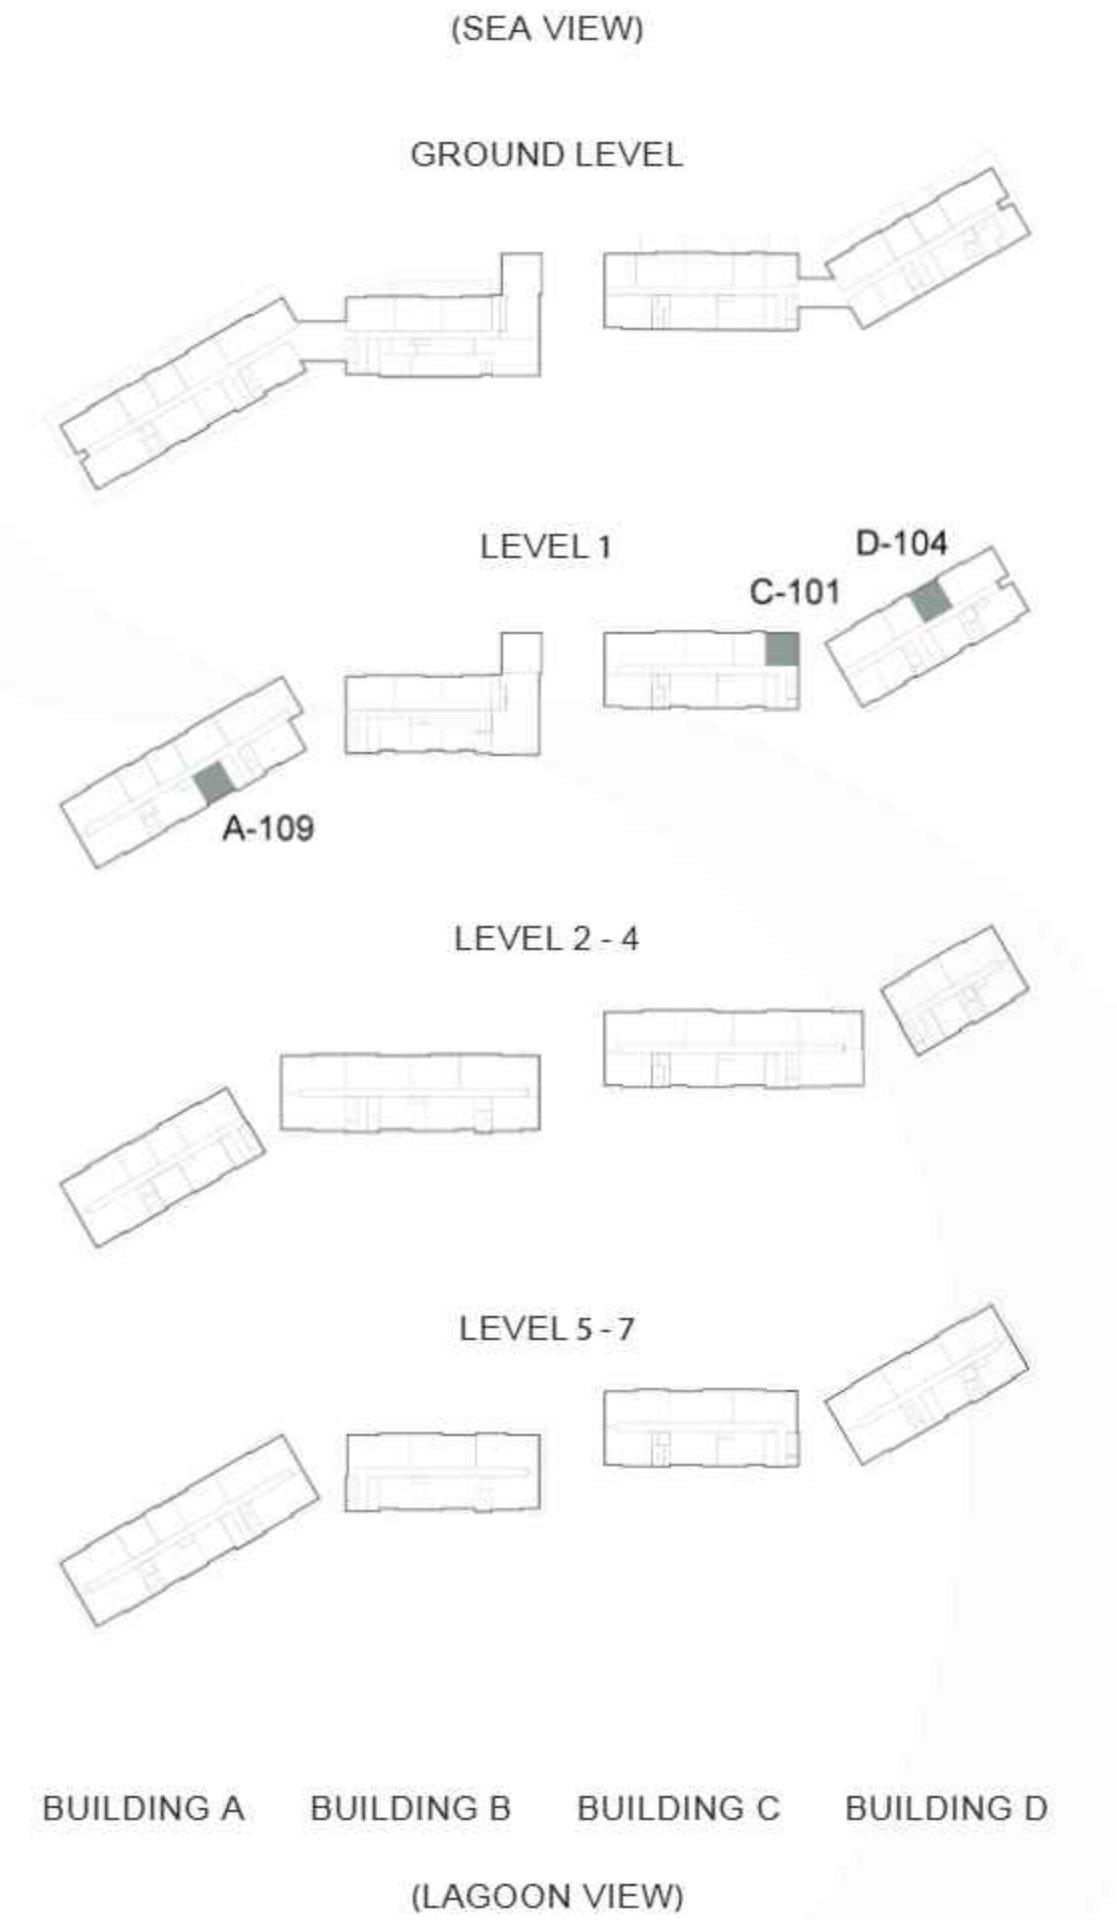 (SEA VIEW)
GROUND LEVEL
LEVEL 1
D-104
C-101
A-109
LEVEL 2 - 4
LEVEL 5 - 7
BUILDING A BUILDING B BUILDING C BUILDING D
(LAGOON VIEW)